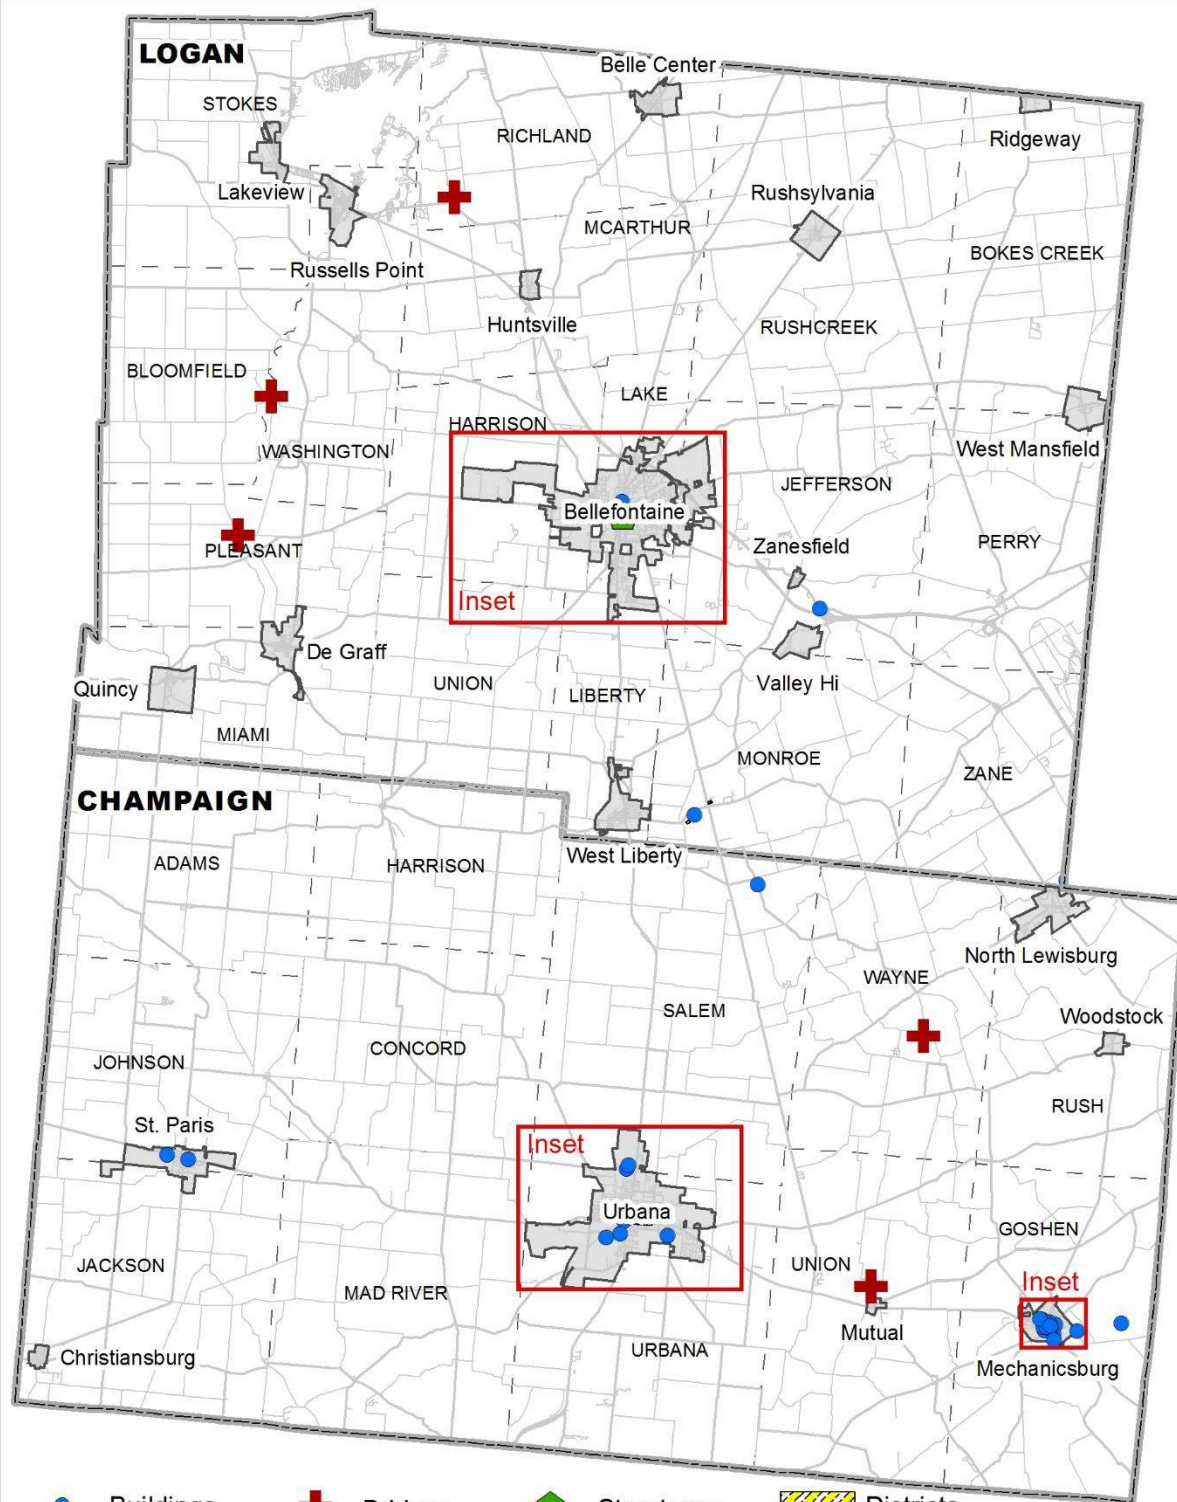 LOGAN
Belle Center
STOKES
RICHLAND
Ridgeway
Lakeview
Rushsylvania
MCARTHUR
BOKES CREEK
Russells Point
Huntsville
RUSHCREEK
BLOOMFIELD
LAKE
HARRISON
WASHINGTON
West Mansfield
JEFFERSON
Bellefontaine
Zanesfield
PERRY
PLEASANT
Inset
De Graff
Quincy
UNION
LIBERTY
Valley Hi
MIAMI
MONROE
ZANE
CHAMPAIGN
ADAMS
HARRISON
West Liberty
North Lewisburg
WAYNE
SALEM
Woodstock
JOHNSON
CONCORD
RUSH
St. Paris
Inset
Urbana
GOSHEN
JACKSON
UNION
MAD RIVER
Inset
Mutual
URBANA
Christiansburg
Mechanicsburg
Buildings
Districts